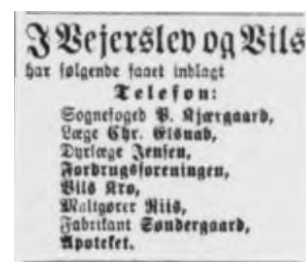 I Vejerslev og Vils
har følgende faaet indlagt
Telefon:
Sognefoged P. Kjærgaard,
Læge Chr. Elsnab,
Dyrlæge Jensen,
Forbrugsforeningen,
Vils Kro,
Maltgører Riis,
Fabrikant Søndergaard,
Apoteket.